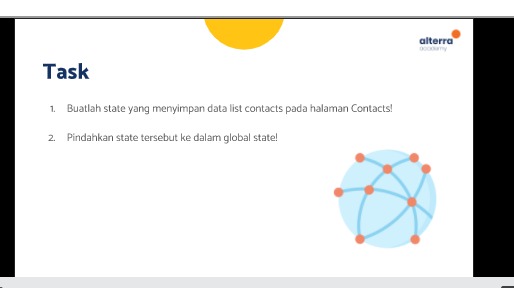 alterra
academy
Task
1. Buatlah state yang menyimpan data list contacts pada halaman Contacts!
2. Pindahkan state tersebut ke dalam global state!